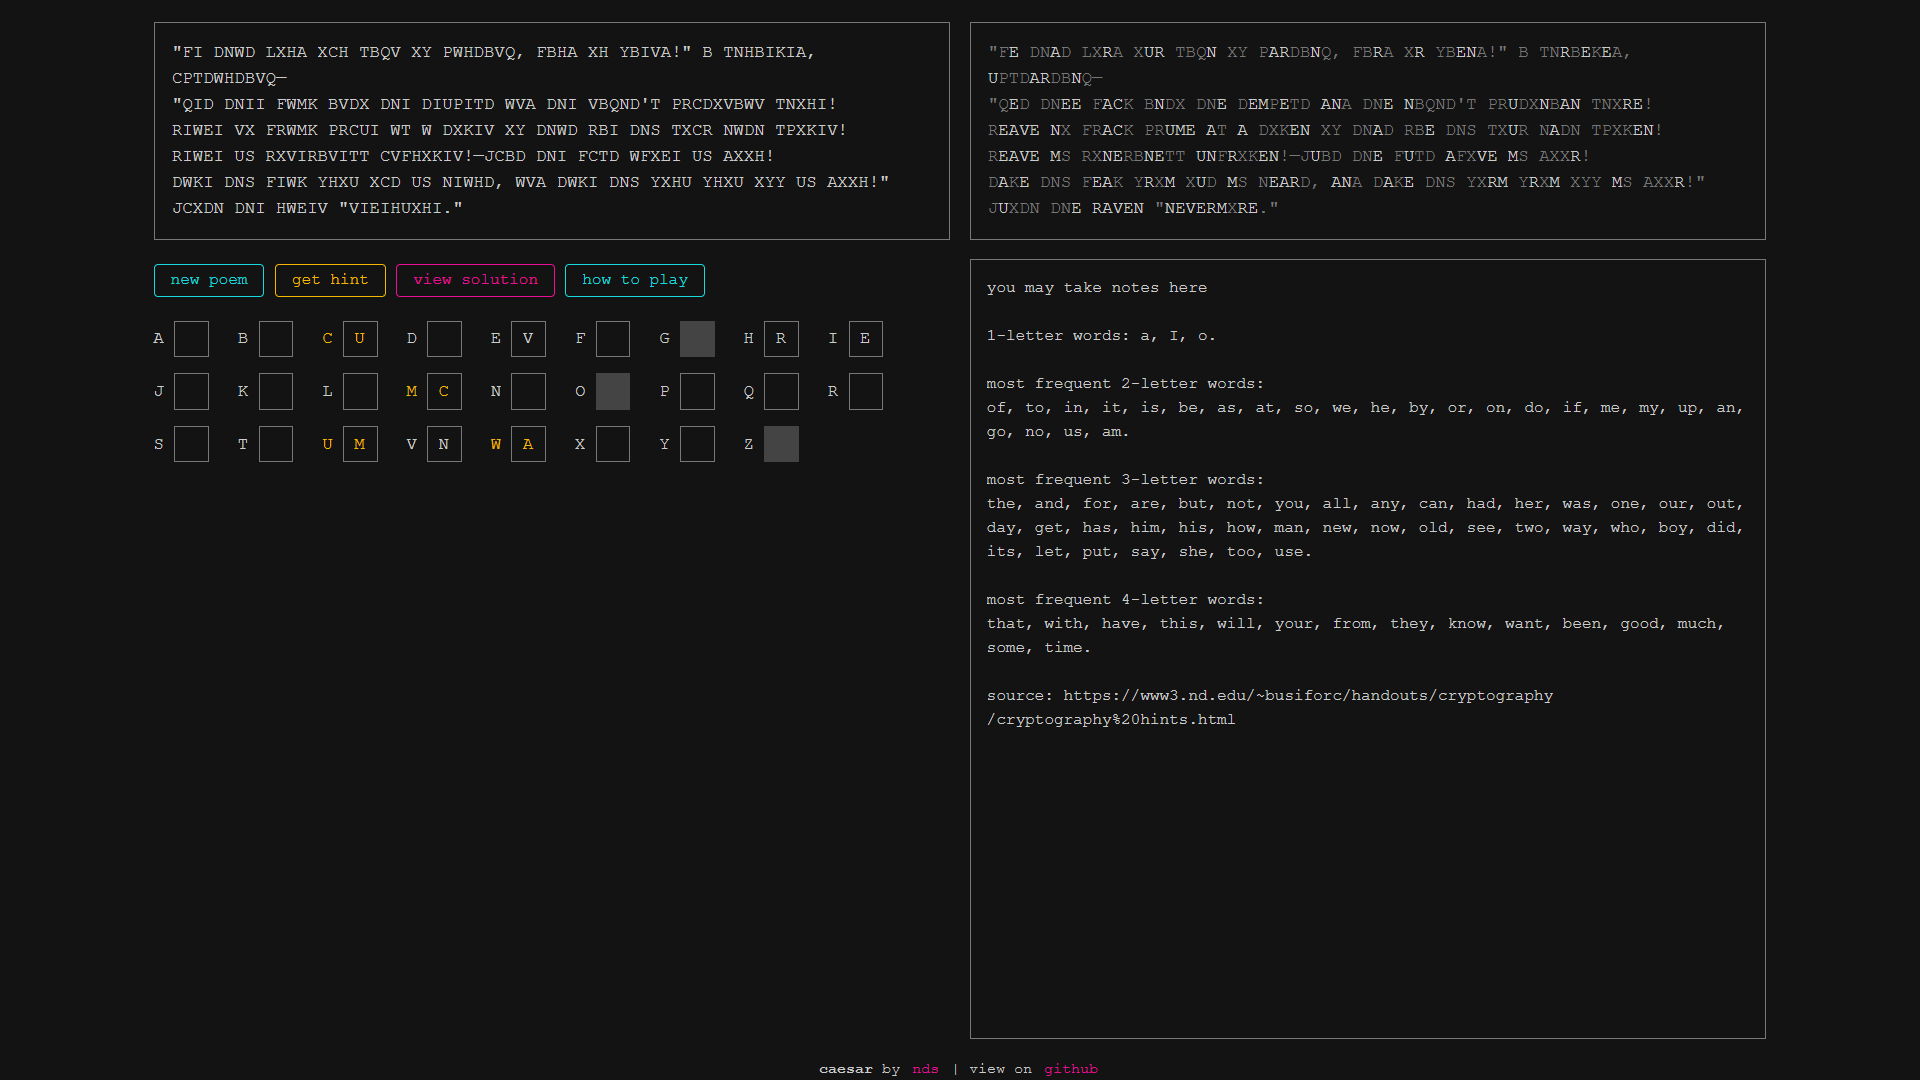 "FI DNWD LXHA XCH TBQV XY PWHDBVQ, FBHA XH YBIVA!" B TNHBIKIA,
CPTDWHDBVQ—
"QID DNII FWMK BVDX DNI DIUPITD WVA DNI VBQND'T PRCDXVBWV TNXHI!
RIWEI VX FRWMK PRCUI WT W DXKIV XY DNWD RBI DNS TXCR NWDN TPXKIV!
RIWEI US RXVIRBVITT CVFHXKIV!—JCBD DNI FCTD WFXEI US AXXH!
DWKI DNS FIWK YHXU XCD US NIWHD, WVA DWKI DNS YXHU YHXU XYY US AXXH!"
JCXDN DNI HWEIV "VIEIHUXHI."
"FE DNAD LXRA XUR TBQN XY PARDBNQ, FBRA XR YBENA!" B TNRBEKEA,
UPTDARDBNQ—
"QED DNEE FACK BNDX DNE DEMPETD ANA DNE NBQND'T PRUDXNBAN TNXRE!
REAVE NX FRACK PRUME AT A DXKEN XY DNAD RBE DNS TXUR NADN TPXKEN!
REAVE MS RXNERBNETT UNFRXKEN!—JUBD DNE FUTD AFXVE MS AXXR!
DAKE DNS FEAK YRXM XUD MS NEARD, ANA DAKE DNS YXRM YRXM XYY MS AXXR!"
JUXDN DNE RAVEN "NEVERMXRE."
new poem get hint view solution how to play
A B C U D E V F G H R I E
J K L M C N O P Q R
S T U M V N W A X Y Z
you may take notes here
1-letter words: a, I, o.
most frequent 2-letter words:
of, to, in, it, is, be, as, at, so, we, he, by, or, on, do, if, me, my, up, an,
go, no, us, am.
most frequent 3-letter words:
the, and, for, are, but, not, you, all, any, can, had, her, was, one, our, out,
day, get, has, him, his, how, man, new, now, old, see, two, way, who, boy, did,
its, let, put, say, she, too, use.
most frequent 4-letter words:
that, with, have, this, will, your, from, they, know, want, been, good, much,
some, time.
source: https://www3.nd.edu/~busiforc/handouts/cryptography
/cryptography%20hints.html
caesar by nds | view on github